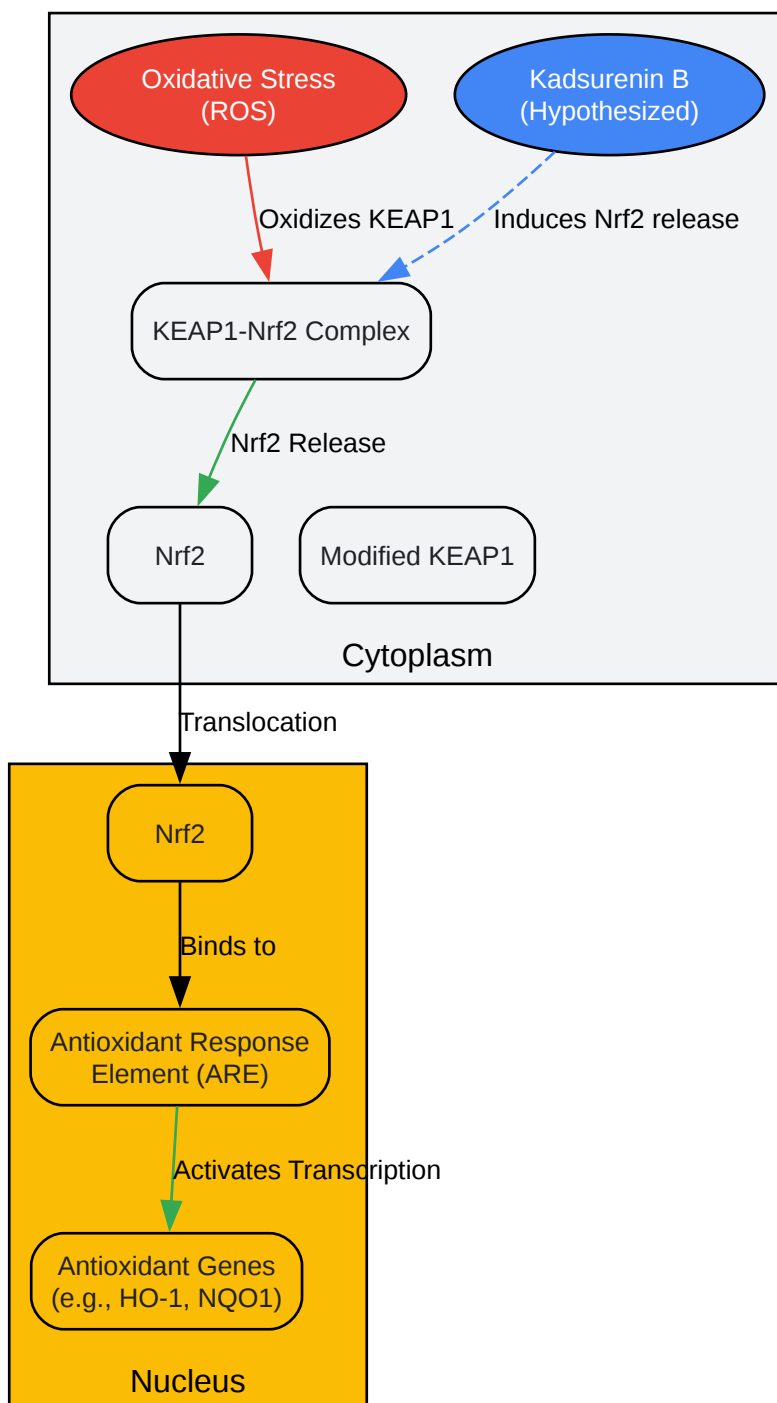 Oxidative Stress
(ROS)
Kadsurenin B
(Hypothesized)
Oxidizes KEAP1
Induces Nrf2 release
KEAP1-Nrf2 Complex
Nrf2 Release
Nrf2
Modified KEAP1
Cytoplasm
Translocation
Nrf2
Binds to
Antioxidant Response
Element (ARE)
Activates Transcription
Antioxidant Genes
(e.g., HO-1, NQO1)
Nucleus